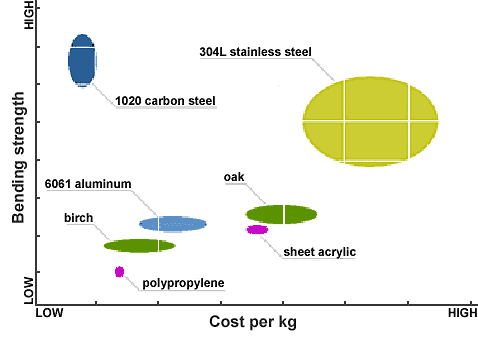 HIGH
304L stainless steel
1020 carbon steel
Bending strength
6061 aluminum
oak
birch
sheet acrylic
polypropylene
LOW
LOW
HIGH
Cost per kg